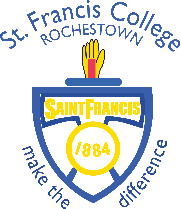 St. Francis College
ROCHESTOWN
SAINT FRANCIS
1884
make the difference